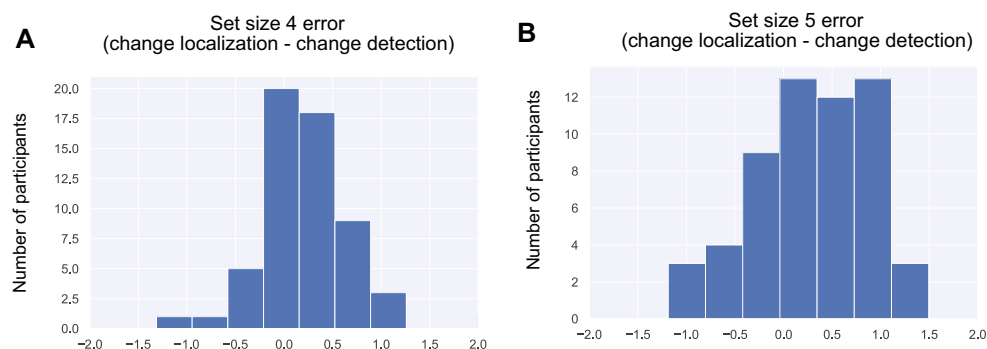 A
Set size 4 error
(change localization - change detection)
Number of participants
20.0
17.5
15.0
12.5
10.0
7.5
5.0
2.5
0.0
−2.0 −1.5 −1.0 −0.5 0.0 0.5 1.0 1.5 2.0
B
Set size 5 error
(change localization - change detection)
Number of participants
12
10
8
6
4
2
0
−2.0 −1.5 −1.0 −0.5 0.0 0.5 1.0 1.5 2.0